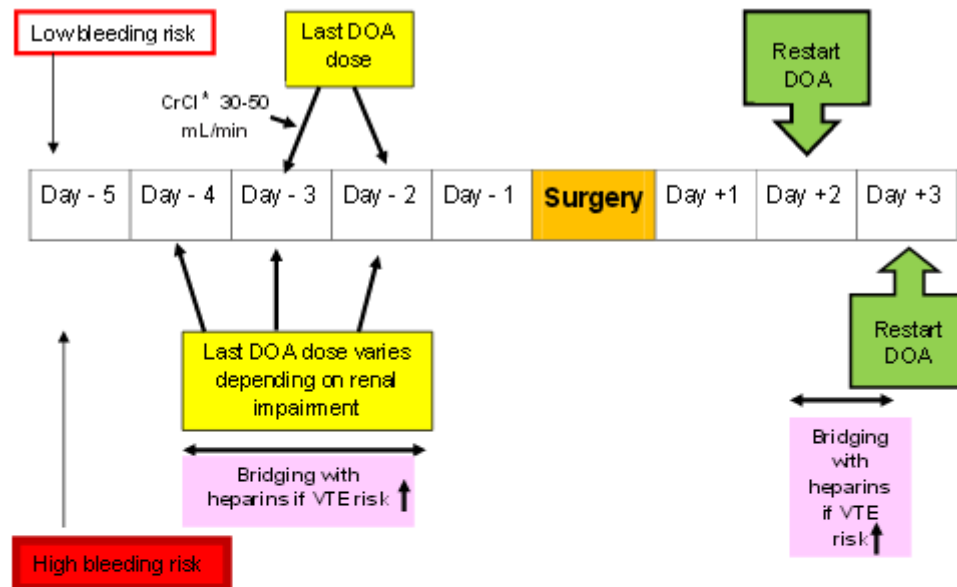 Low bleeding risk
Last DOA
dose
Restart
DOA
CrCl* 30-50
mL/min
Day - 5
Day - 4
Day - 3
Day - 2
Day - 1
Surgery
Day +1
Day +2
Day +3
Last DOA dose varies
depending on renal
impairment
Restart
DOA
Bridging with
heparins if VTE risk
Bridging
with
heparins
if VTE
risk
High bleeding risk